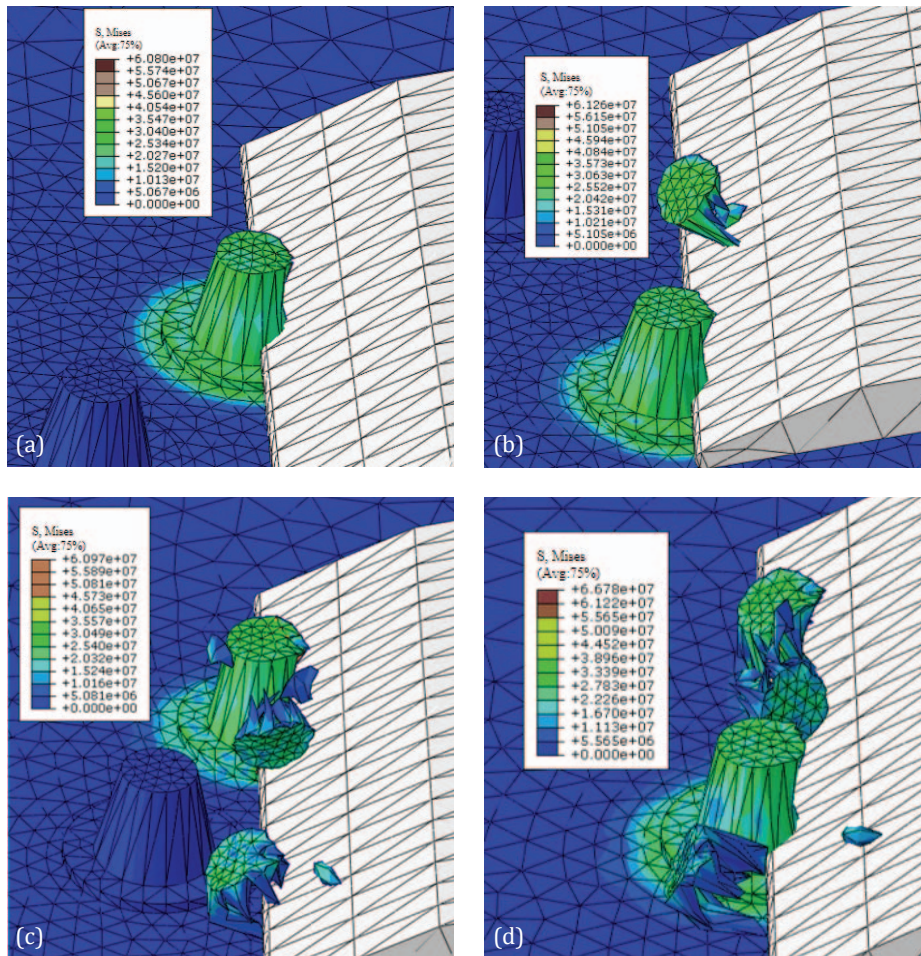 S, Mises
(Avg:75%)
+6.080e+07
+5.574e+07
+5.067e+07
+4.560e+07
+4.054e+07
+3.547e+07
+3.040e+07
+2.534e+07
+2.027e+07
+1.520e+07
+1.013e+07
+5.067e+06
+0.000e+00
(a)
S, Mises
(Avg:75%)
+6.126e+07
+5.615e+07
+5.105e+07
+4.594e+07
+4.084e+07
+3.573e+07
+3.063e+07
+2.552e+07
+2.042e+07
+1.531e+07
+1.021e+07
+5.105e+06
+0.000e+00
(b)
S, Mises
(Avg:75%)
+6.097e+07
+5.589e+07
+5.081e+07
+4.573e+07
+4.065e+07
+3.557e+07
+3.049e+07
+2.540e+07
+2.032e+07
+1.524e+07
+1.016e+07
+5.081e+06
+0.000e+00
(c)
S, Mises
(Avg:75%)
+6.678e+07
+6.122e+07
+5.565e+07
+5.009e+07
+4.452e+07
+3.896e+07
+3.339e+07
+2.783e+07
+2.226e+07
+1.670e+07
+1.113e+07
+5.565e+06
+0.000e+00
(d)